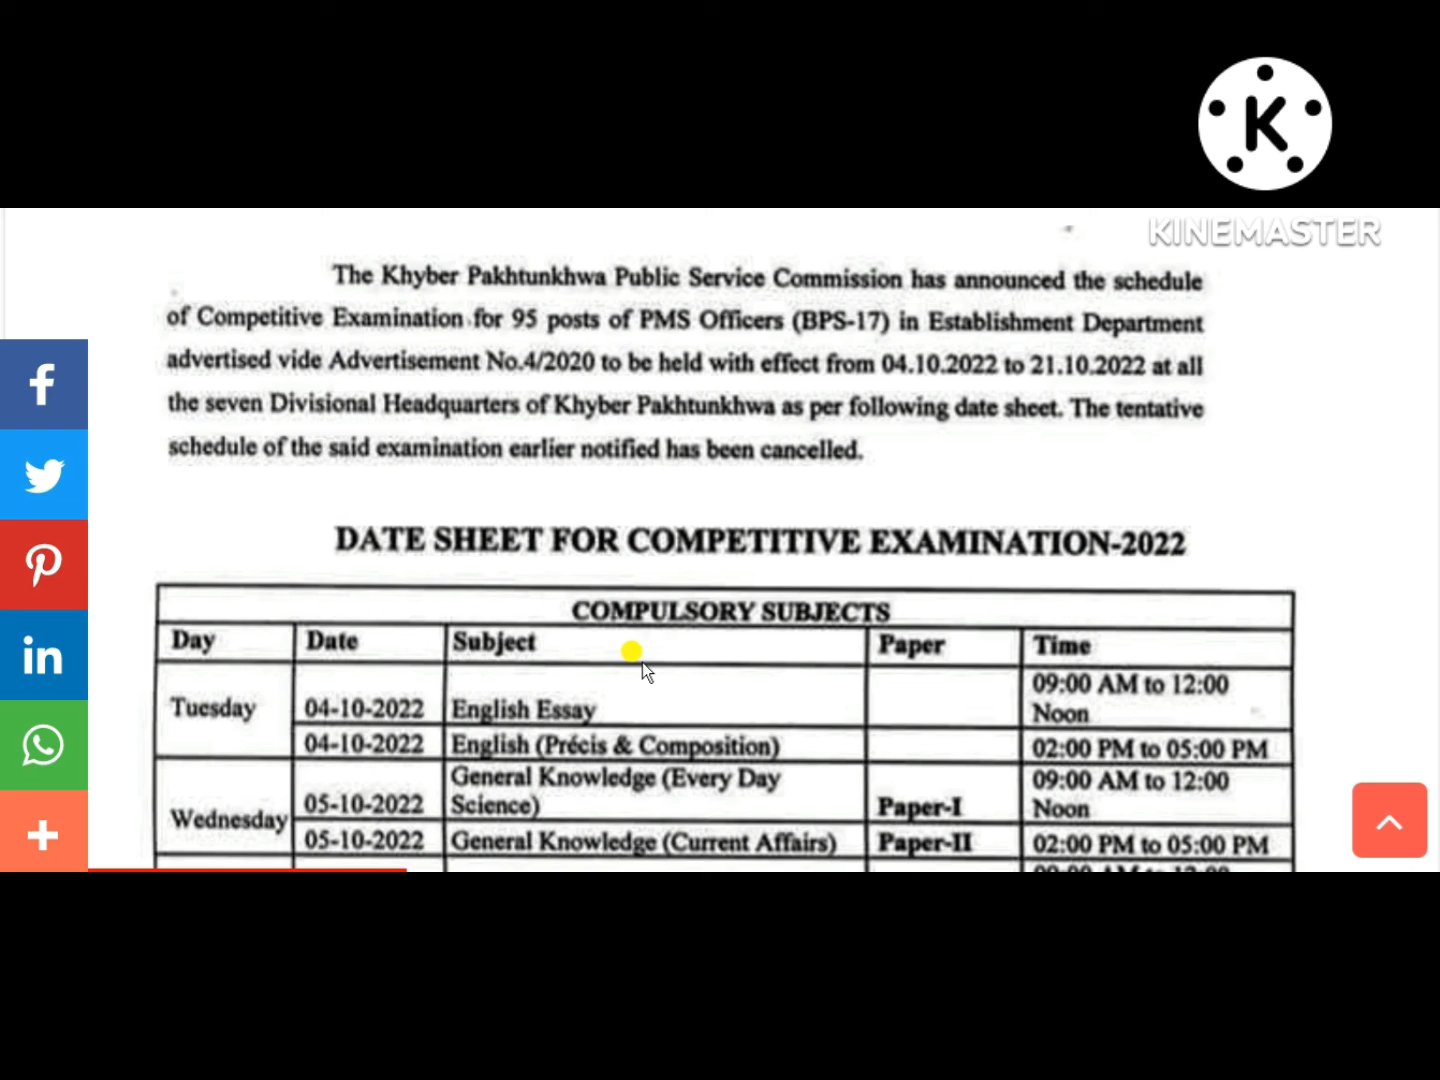 K
KINEMASTER
The Khyber Pakhtunkhwa Public Service Commission has announced the schedule
of Competitive Examination for 95 posts of PMS Officers (BPS-17) in Establishment Department
advertised vide Advertisement No.4/2020 to be held with effect from 04.10.2022 to 21.10.2022 at all
the seven Divisional Headquarters of Khyber Pakhtunkhwa as per following date sheet. The tentative
schedule of the said examination earlier notified has been cancelled.
DATE SHEET FOR COMPETITIVE EXAMINATION-2022
COMPULSORY SUBJECTS
Day Date Subject Paper Time
Tuesday 04-10-2022 English Essay 09:00 AM to 12:00
Noon
04-10-2022 English (Précis & Composition) 02:00 PM to 05:00 PM
Wednesday 05-10-2022 General Knowledge (Every Day
Science) Paper-I 09:00 AM to 12:00
Noon
05-10-2022 General Knowledge (Current Affairs) Paper-II 02:00 PM to 05:00 PM